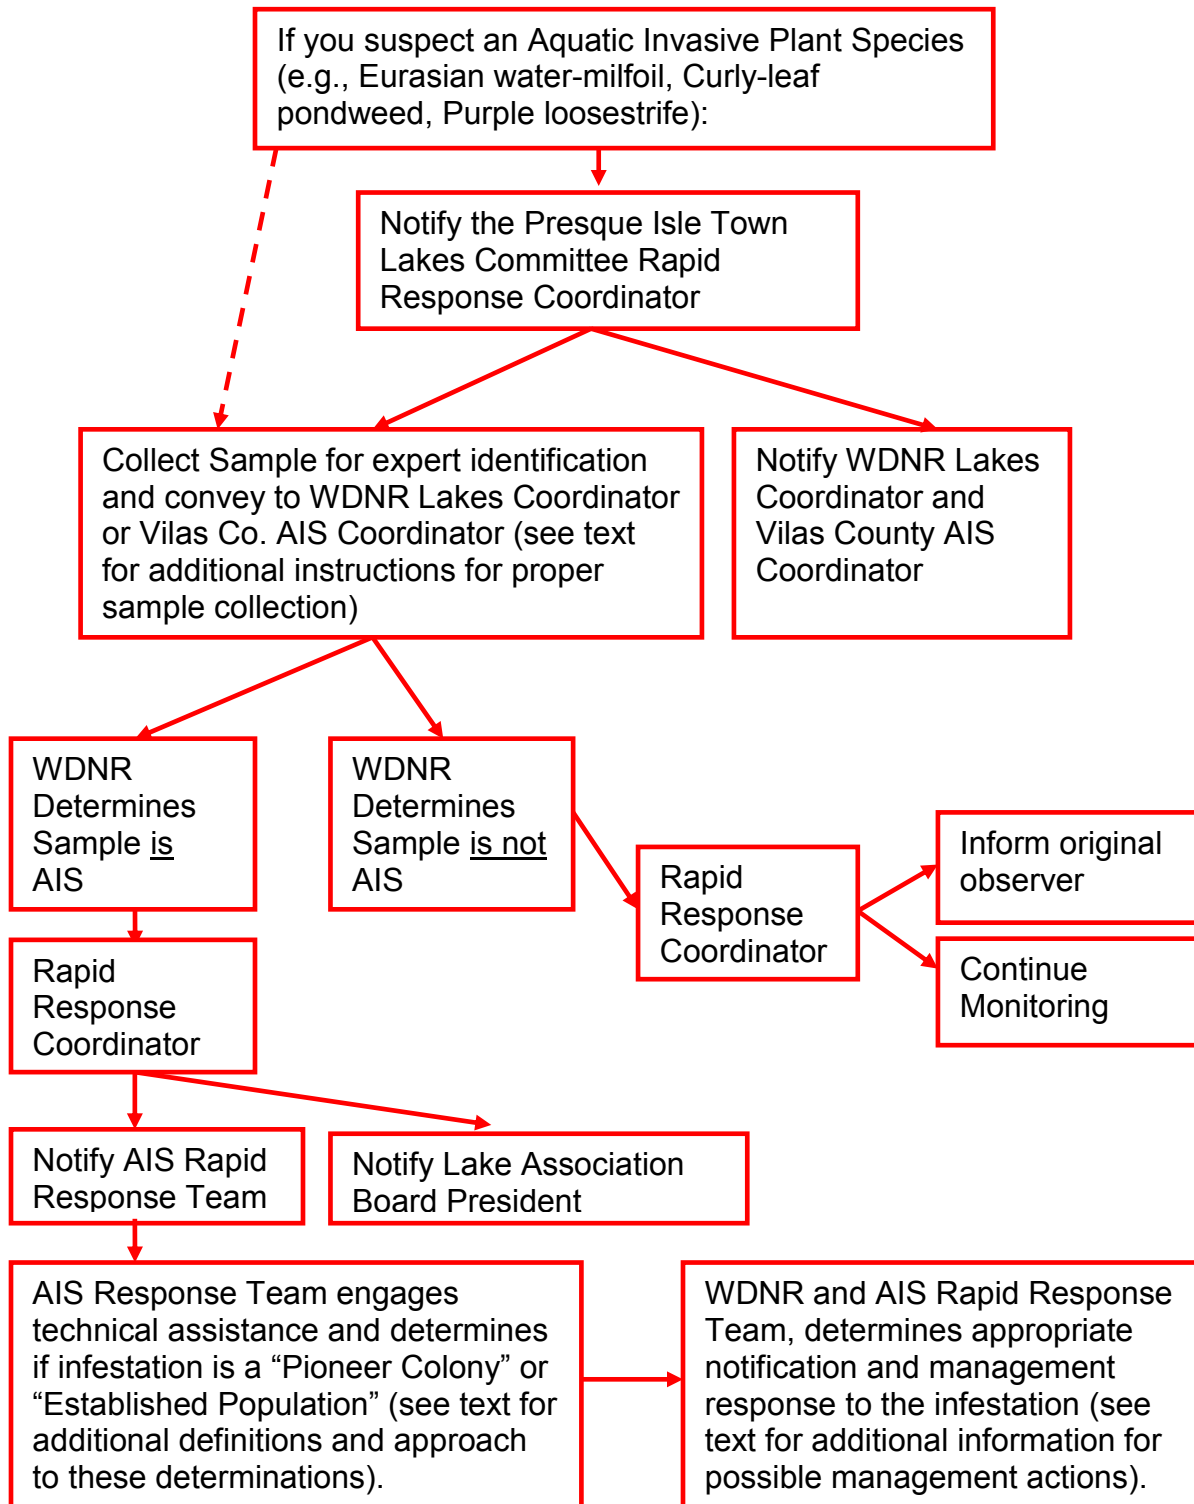 If you suspect an Aquatic Invasive Plant Species
(e.g., Eurasian water-milfoil, Curly-leaf
pondweed, Purple loosestrife):
Notify the Presque Isle Town
Lakes Committee Rapid
Response Coordinator
Collect Sample for expert identification
and convey to WDNR Lakes Coordinator
or Vilas Co. AIS Coordinator (see text
for additional instructions for proper
sample collection)
Notify WDNR Lakes
Coordinator and
Vilas County AIS
Coordinator
WDNR
Determines
Sample is
AIS
WDNR
Determines
Sample is not
AIS
Rapid
Response
Coordinator
Inform original
observer
Continue
Monitoring
Rapid
Response
Coordinator
Notify AIS Rapid
Response Team
Notify Lake Association
Board President
AIS Response Team engages
technical assistance and determines
if infestation is a “Pioneer Colony” or
“Established Population” (see text for
additional definitions and approach
to these determinations).
WDNR and AIS Rapid Response
Team, determines appropriate
notification and management
response to the infestation (see
text for additional information for
possible management actions).